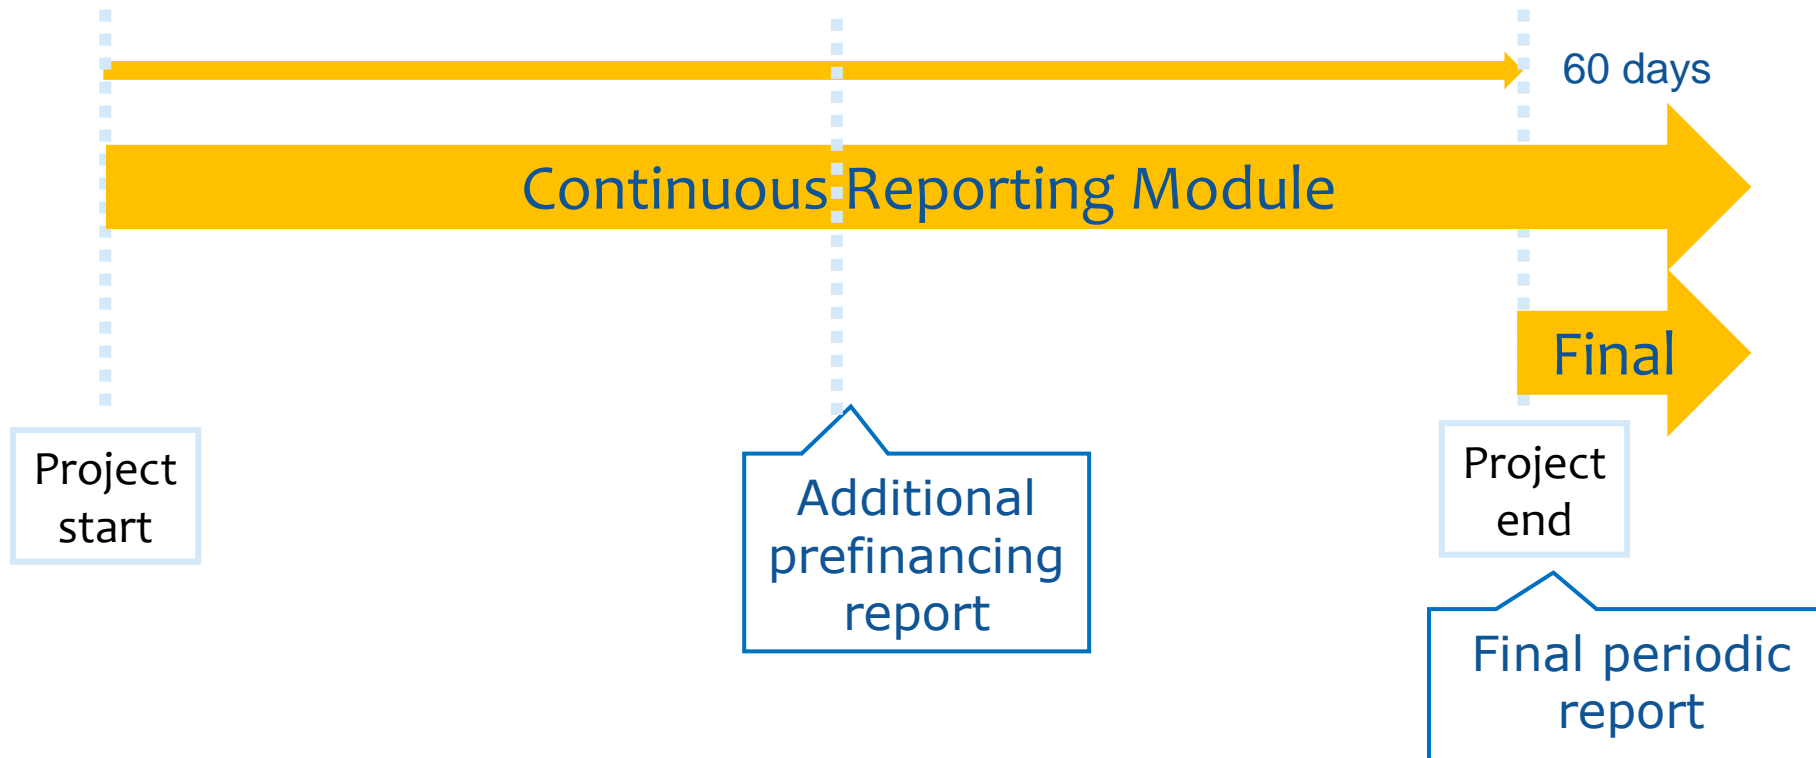 60 days
Continuous Reporting Module
Final
Project
start
Additional
prefinancing
report
Project
end
Final periodic
report